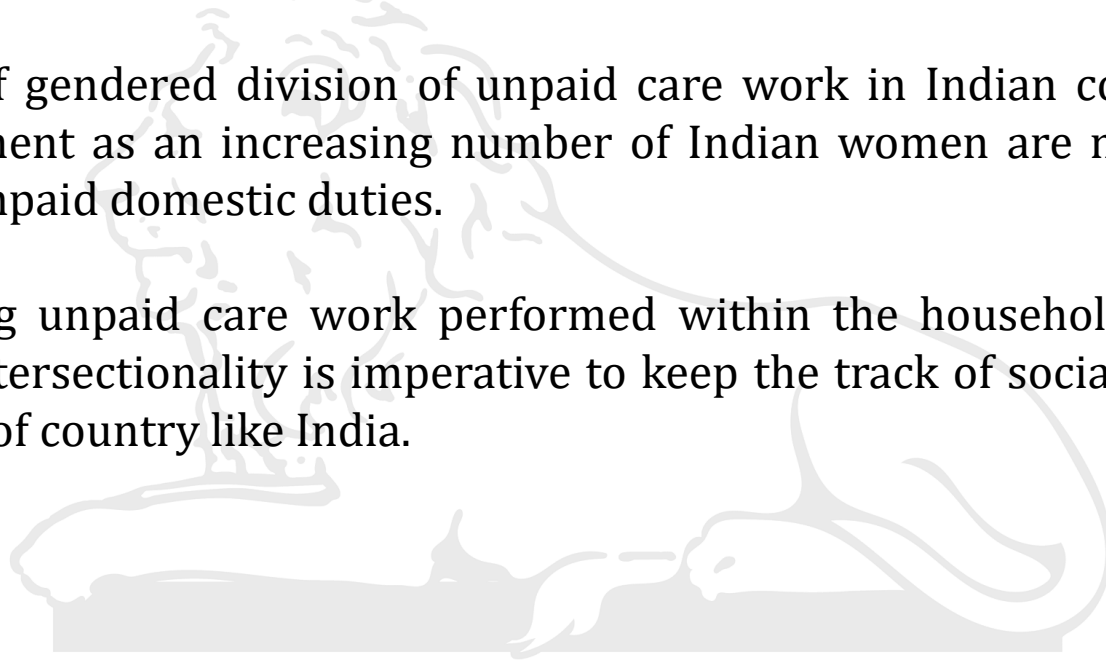 f gendered division of unpaid care work in Indian co
nent as an increasing number of Indian women are n
npaid domestic duties.
g unpaid care work performed within the househol
tersectionality is imperative to keep the track of socia
of country like India.